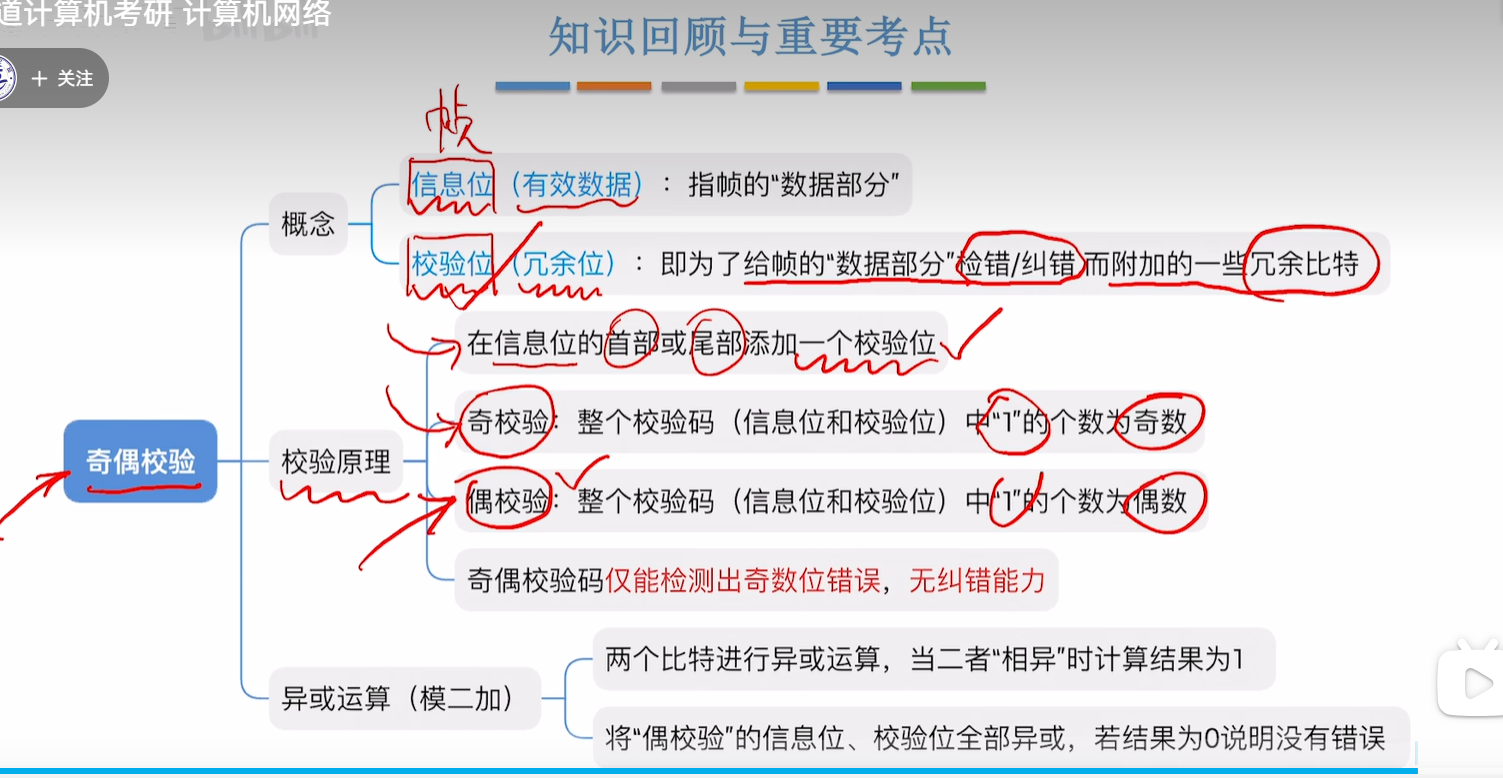 道计算机考研 计算机网络
知识回顾与重要考点
+ 关注
帧
信息位（有效数据）：指帧的“数据部分”
概念
校验位（冗余位）：即为了给帧的“数据部分”检错/纠错而附加的一些冗余比特
在信息位的首部或尾部添加一个校验位
奇校验：整个校验码（信息位和校验位）中“1”的个数为奇数
奇偶校验
校验原理
偶校验：整个校验码（信息位和校验位）中“1”的个数为偶数
奇偶校验码仅能检测出奇数位错误，无纠错能力
两个比特进行异或运算，当二者“相异”时计算结果为1
异或运算（模二加）
将“偶校验”的信息位、校验位全部异或，若结果为0说明没有错误